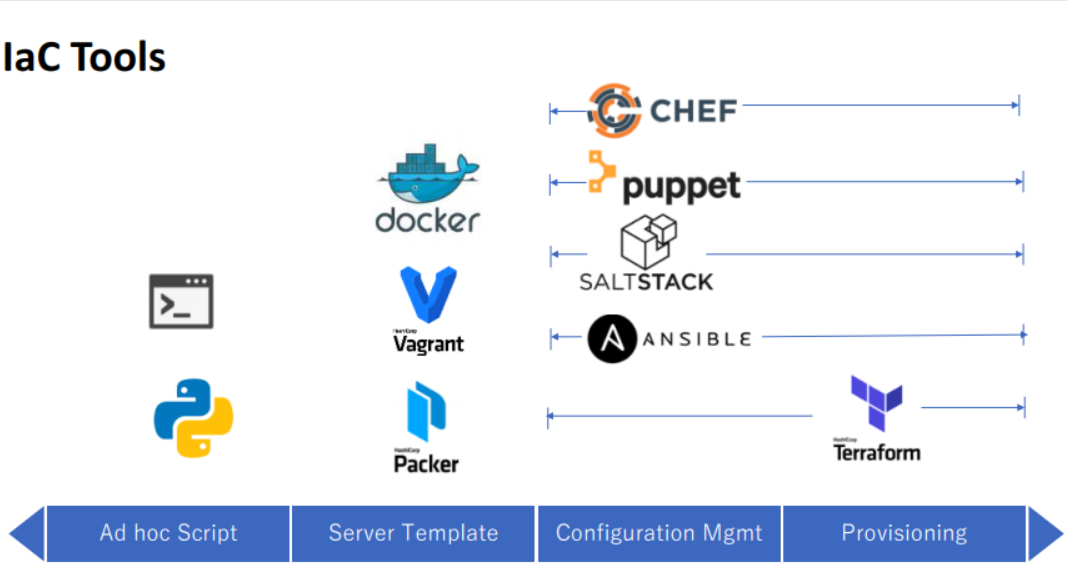 IaC Tools
CHEF
docker
puppet
SALTSTACK
>_
HashiCorp
Vagrant
ANSIBLE
HashiCorp
Packer
HashiCorp
Terraform
Ad hoc Script
Server Template
Configuration Mgmt
Provisioning